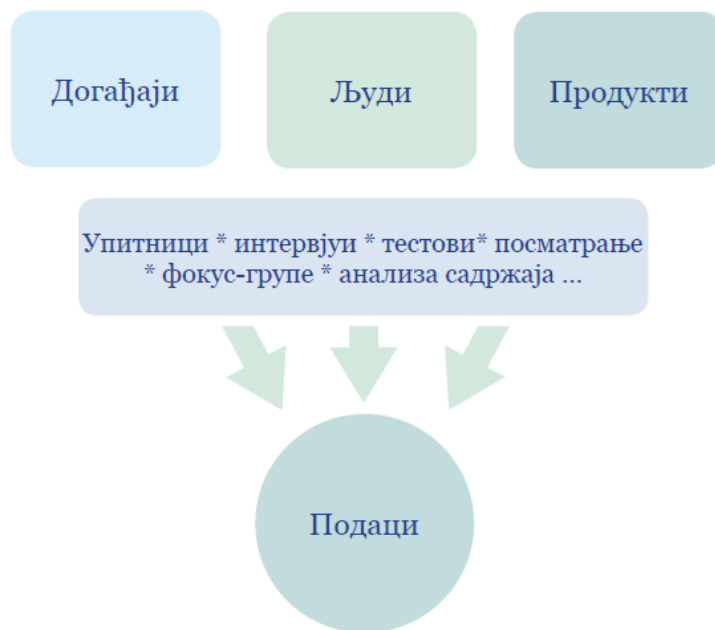 Догађаји
Људи
Продукти
Упитници * интервјуи * тестови* посматрање
* фокус-групе * анализа садржаја ...
Подаци